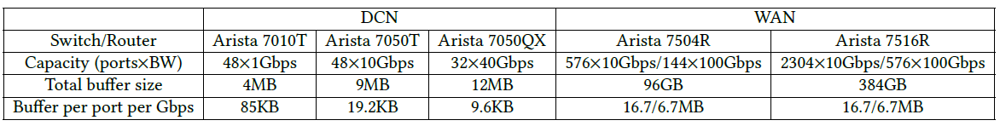 DCN WAN
Switch/Router Arista 7010T Arista 7050T Arista 7050QX Arista 7504R Arista 7516R
Capacity (ports×BW) 48×1Gbps 48×10Gbps 32×40Gbps 576×10Gbps/144×100Gbps 2304×10Gbps/576×100Gbps
Total buffer size 4MB 9MB 12MB 96GB 384GB
Buffer per port per Gbps 85KB 19.2KB 9.6KB 16.7/6.7MB 16.7/6.7MB